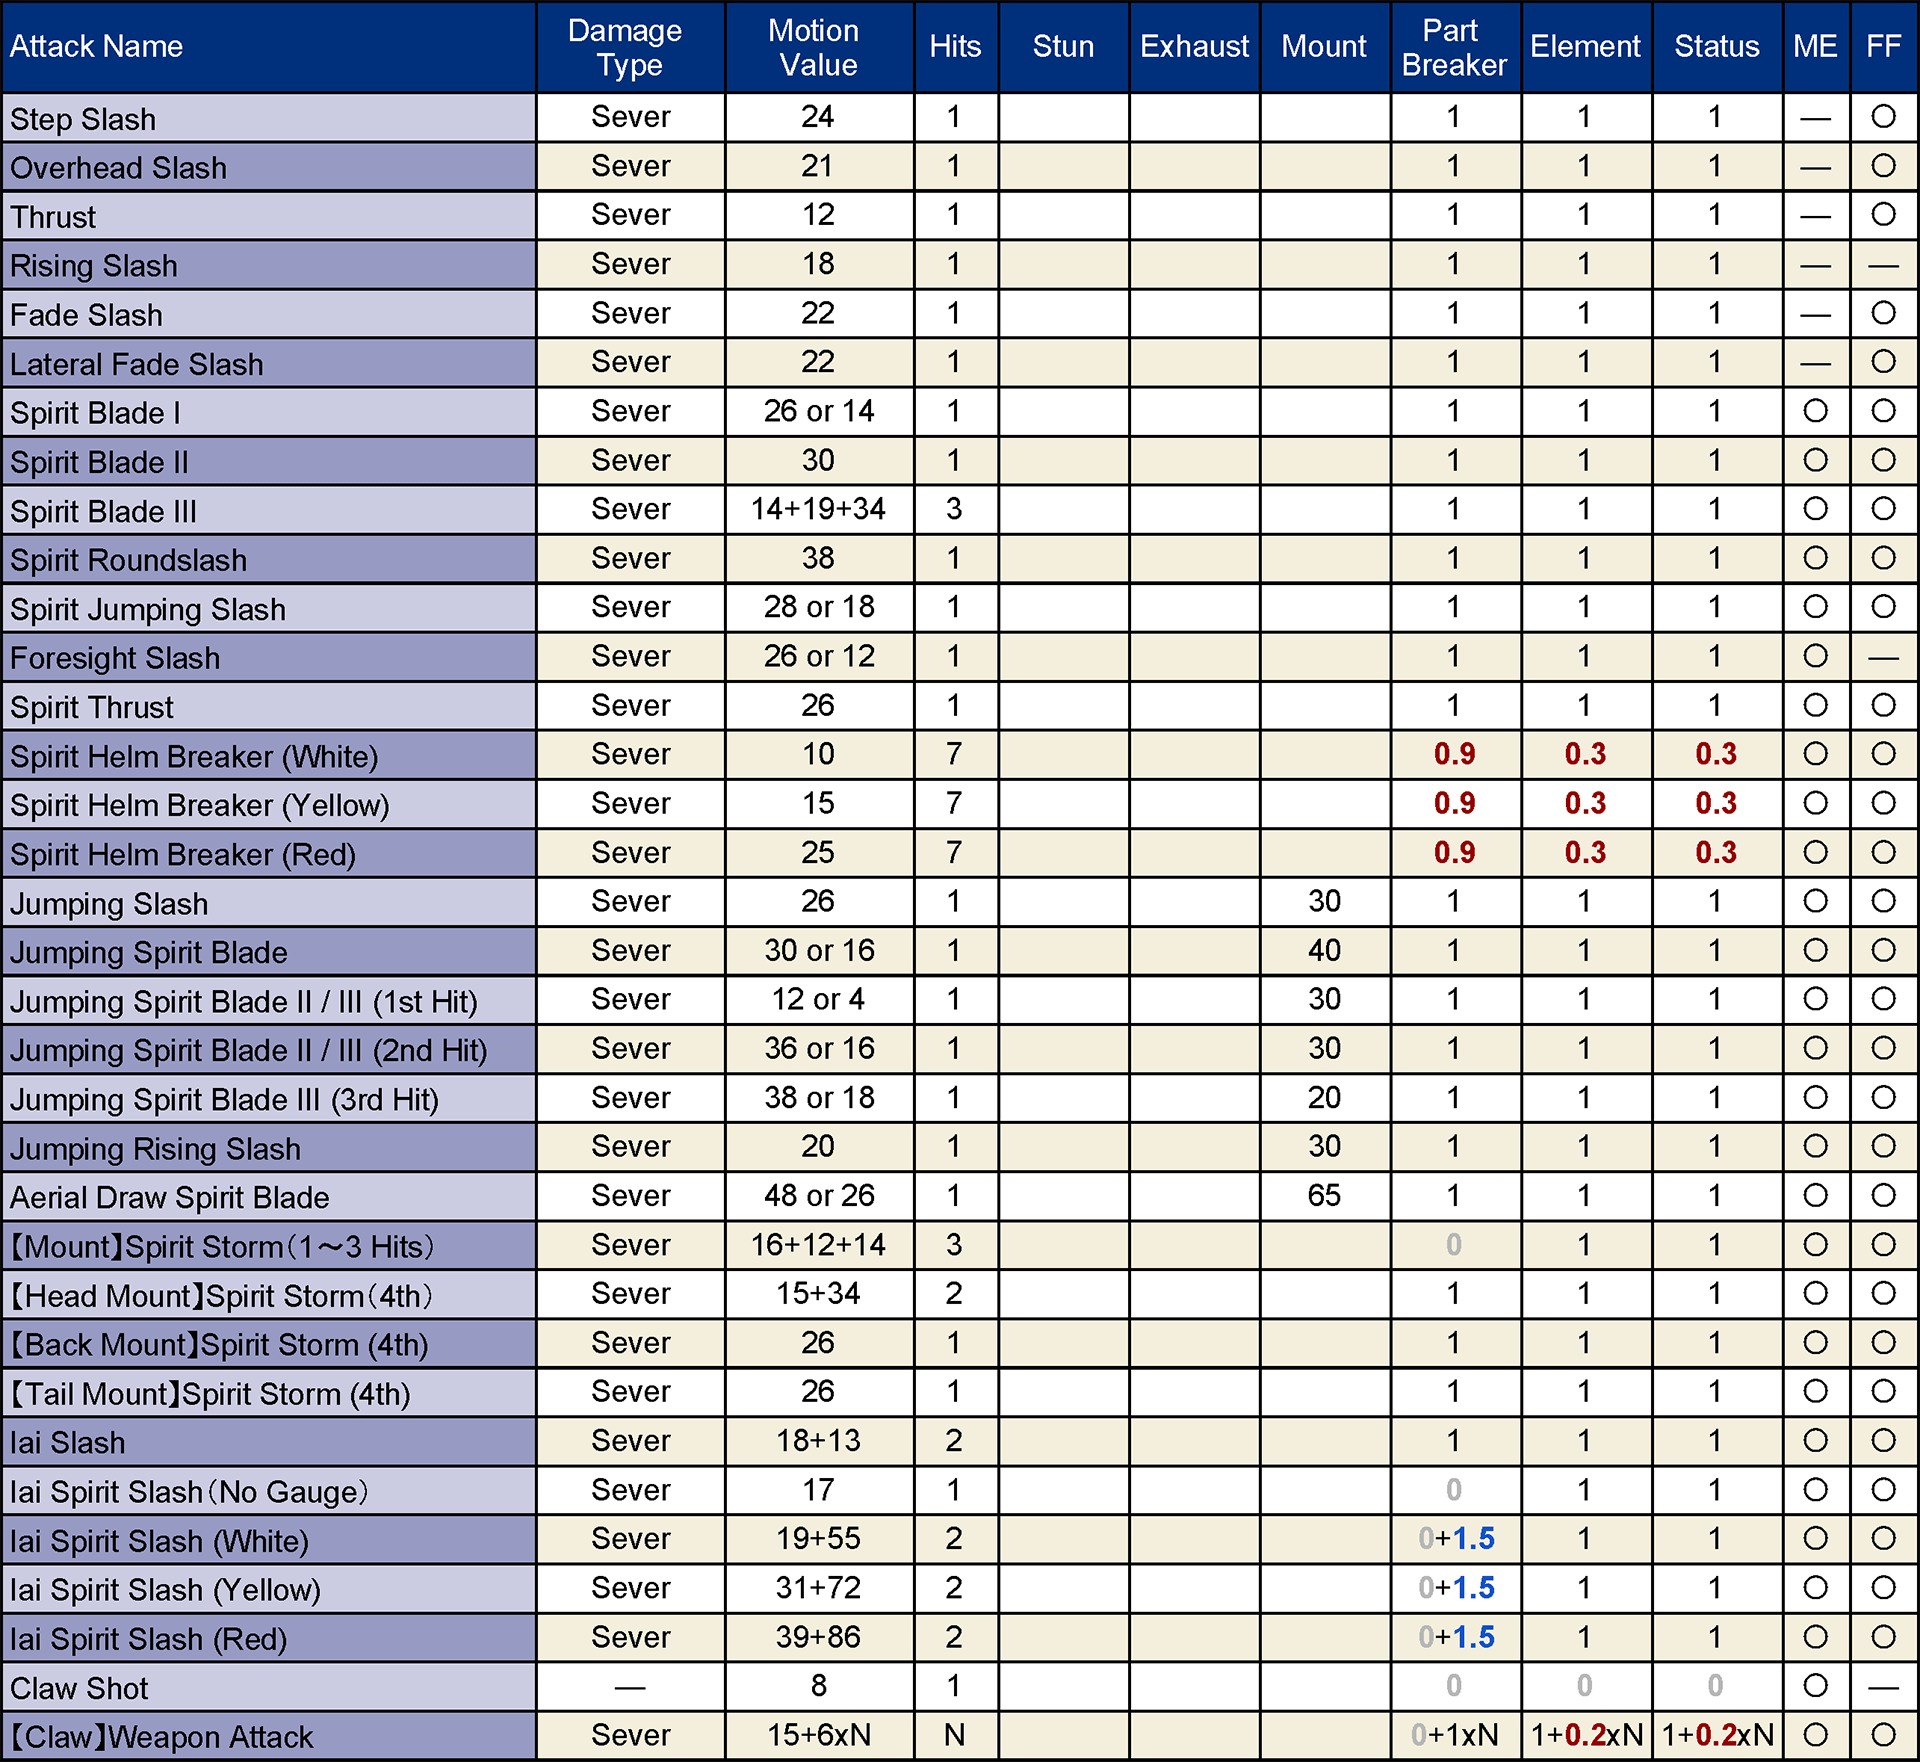 Attack Name Damage Type Motion Value Hits Stun Exhaust Mount Part Breaker Element Status ME FF
Step Slash Sever 24 1 1 1 1 — ○
Overhead Slash Sever 21 1 1 1 1 — ○
Thrust Sever 12 1 1 1 1 — ○
Rising Slash Sever 18 1 1 1 1 — —
Fade Slash Sever 22 1 1 1 1 — ○
Lateral Fade Slash Sever 22 1 1 1 1 — ○
Spirit Blade I Sever 26 or 14 1 1 1 1 ○ ○
Spirit Blade II Sever 30 1 1 1 1 ○ ○
Spirit Blade III Sever 14+19+34 3 1 1 1 ○ ○
Spirit Roundslash Sever 38 1 1 1 1 ○ ○
Spirit Jumping Slash Sever 28 or 18 1 1 1 1 ○ ○
Foresight Slash Sever 26 or 12 1 1 1 1 ○ —
Spirit Thrust Sever 26 1 1 1 1 ○ ○
Spirit Helm Breaker (White) Sever 10 7 0.9 0.3 0.3 ○ ○
Spirit Helm Breaker (Yellow) Sever 15 7 0.9 0.3 0.3 ○ ○
Spirit Helm Breaker (Red) Sever 25 7 0.9 0.3 0.3 ○ ○
Jumping Slash Sever 26 1 30 1 1 1 ○ ○
Jumping Spirit Blade Sever 30 or 16 1 40 1 1 1 ○ ○
Jumping Spirit Blade II / III (1st Hit) Sever 12 or 4 1 30 1 1 1 ○ ○
Jumping Spirit Blade II / III (2nd Hit) Sever 36 or 16 1 30 1 1 1 ○ ○
Jumping Spirit Blade III (3rd Hit) Sever 38 or 18 1 20 1 1 1 ○ ○
Jumping Rising Slash Sever 20 1 30 1 1 1 ○ ○
Aerial Draw Spirit Blade Sever 48 or 26 1 65 1 1 1 ○ ○
【Mount】Spirit Storm（1～3 Hits） Sever 16+12+14 3 0 1 1 ○ ○
【Head Mount】Spirit Storm（4th） Sever 15+34 2 1 1 1 ○ ○
【Back Mount】Spirit Storm (4th) Sever 26 1 1 1 1 ○ ○
【Tail Mount】Spirit Storm (4th) Sever 26 1 1 1 1 ○ ○
Iai Slash Sever 18+13 2 1 1 1 ○ ○
Iai Spirit Slash（No Gauge） Sever 17 1 0 1 1 ○ ○
Iai Spirit Slash (White) Sever 19+55 2 0+1.5 1 1 ○ ○
Iai Spirit Slash (Yellow) Sever 31+72 2 0+1.5 1 1 ○ ○
Iai Spirit Slash (Red) Sever 39+86 2 0+1.5 1 1 ○ ○
Claw Shot — 8 1 0 0 0 ○ —
【Claw】Weapon Attack Sever 15+6xN N 0+1xN 1+0.2xN 1+0.2xN ○ ○